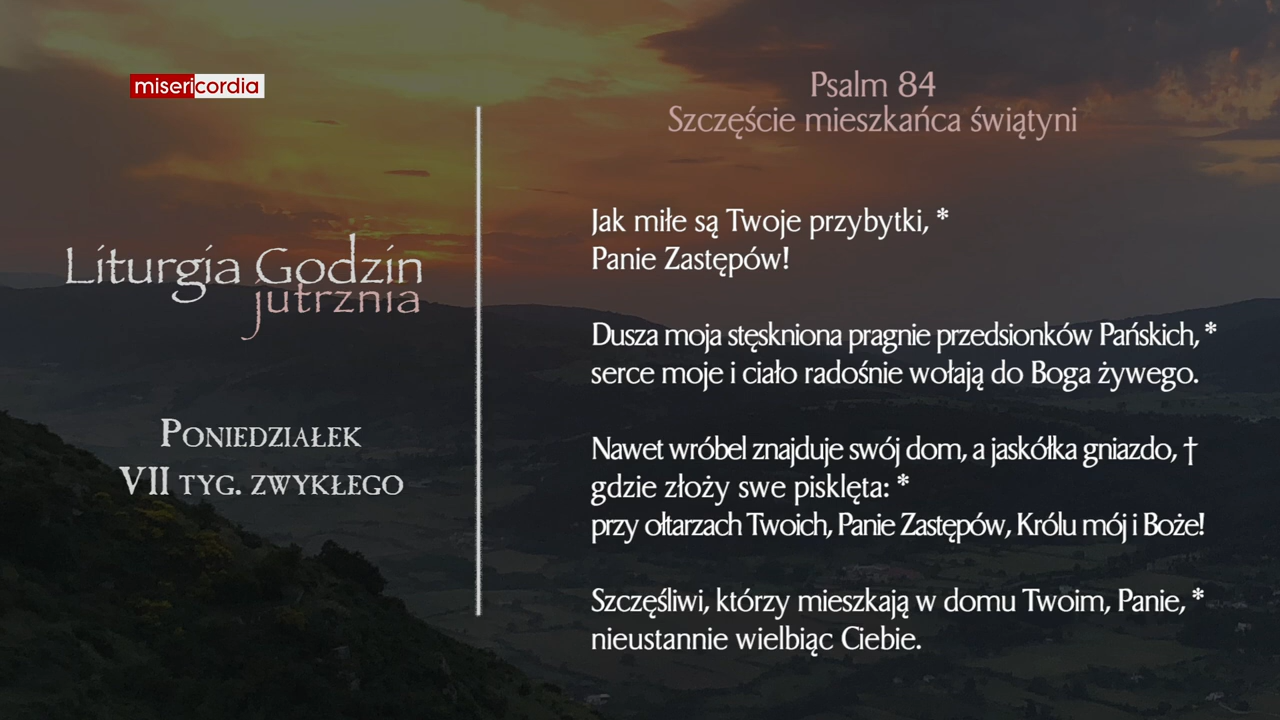 misericordia
Liturgia Godzin
jutrznia
Poniedziałek
VII tyg. zwykłego
Psalm 84
Szczęście mieszkańca świątyni
Jak miłe są Twoje przybytki, *
Panie Zastępów!
Dusza moja stęskniona pragnie przedsionków Pańskich, *
serce moje i ciało radośnie wołają do Boga żywego.
Nawet wróbel znajduje swój dom, a jaskółka gniazdo, †
gdzie złoży swe pisklęta: *
przy ołtarzach Twoich, Panie Zastępów, Królu mój i Boże!
Szczęśliwi, którzy mieszkają w domu Twoim, Panie, *
nieustannie wielbiąc Ciebie.